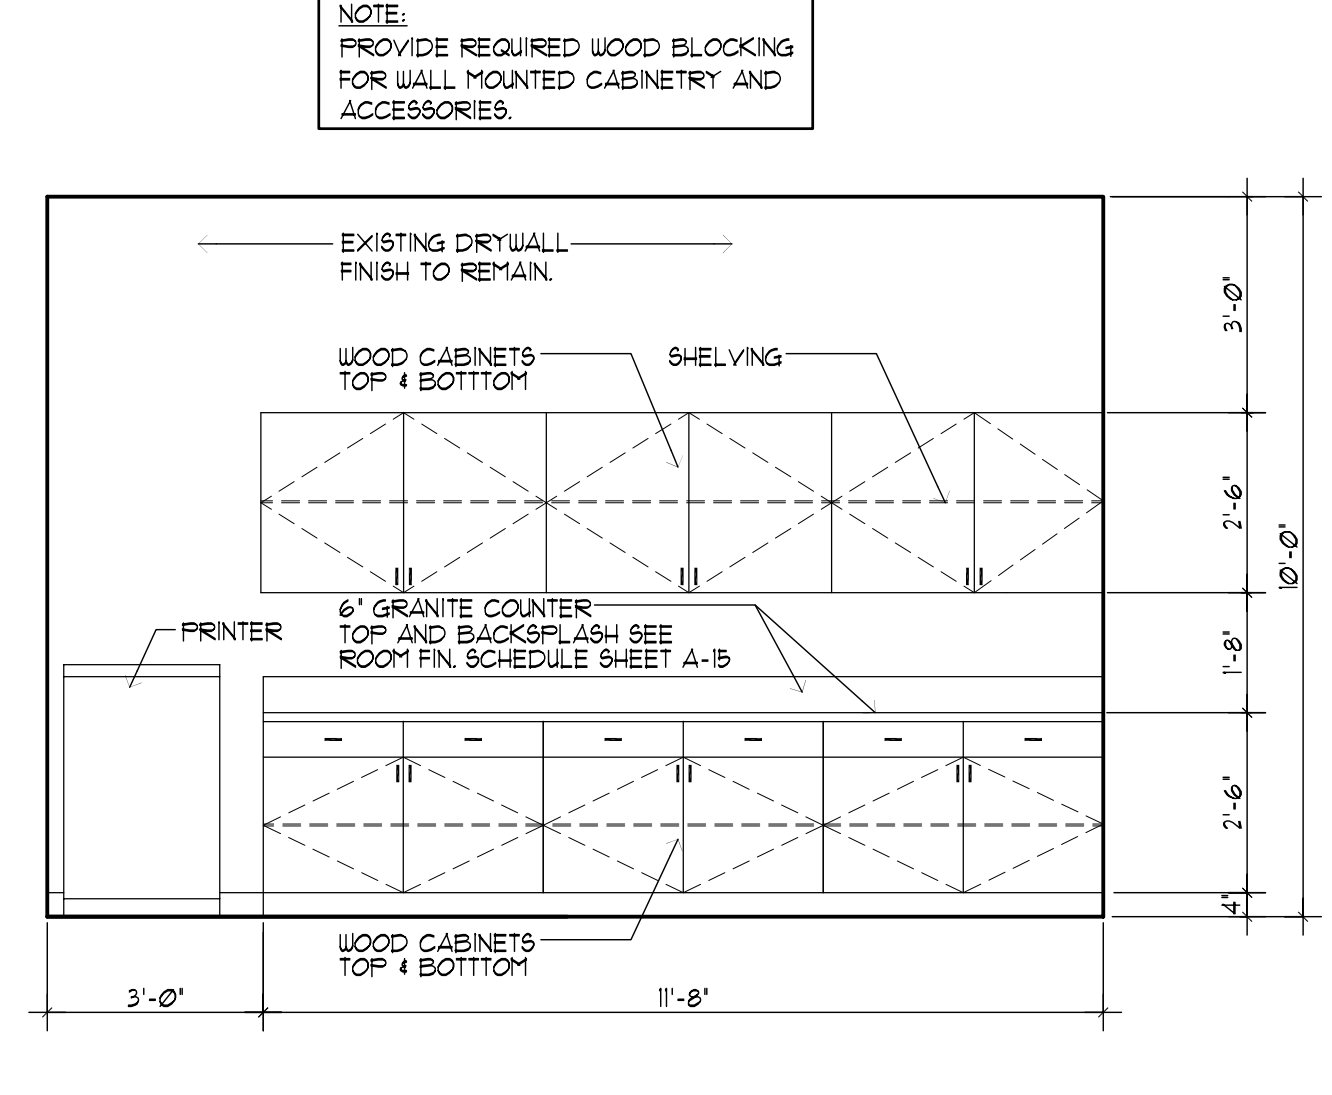 NOTE:
PROVIDE REQUIRED WOOD BLOCKING
FOR WALL MOUNTED CABINETRY AND
ACCESSORIES.
EXISTING DRYWALL
FINISH TO REMAIN.
3'-0"
WOOD CABINETS
TOP & BOTTTOM
SHELVING
2'-6"
10'-0"
6" GRANITE COUNTER
TOP AND BACKSPLASH SEE
ROOM FIN. SCHEDULE SHEET A-15
PRINTER
1'-8"
2'-6"
4"
WOOD CABINETS
TOP & BOTTTOM
3'-0"
11'-8"